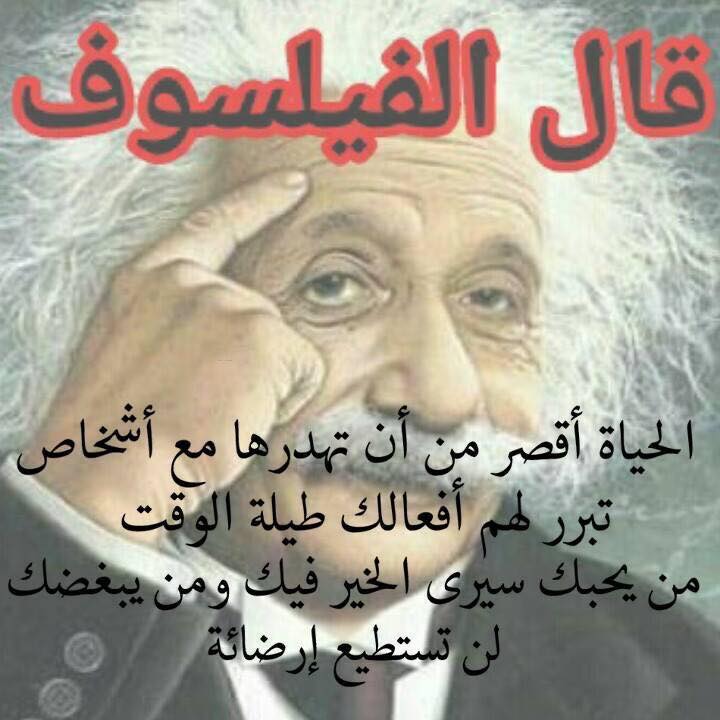 قال الفيلسوف
الحياة أقصر من أن تهدرها مع أشخاص
تبرر لهم أفعالك طيلة الوقت
من يحبك سيرى الخير فيك ومن يبغضك
لن تستطيع إرضائة